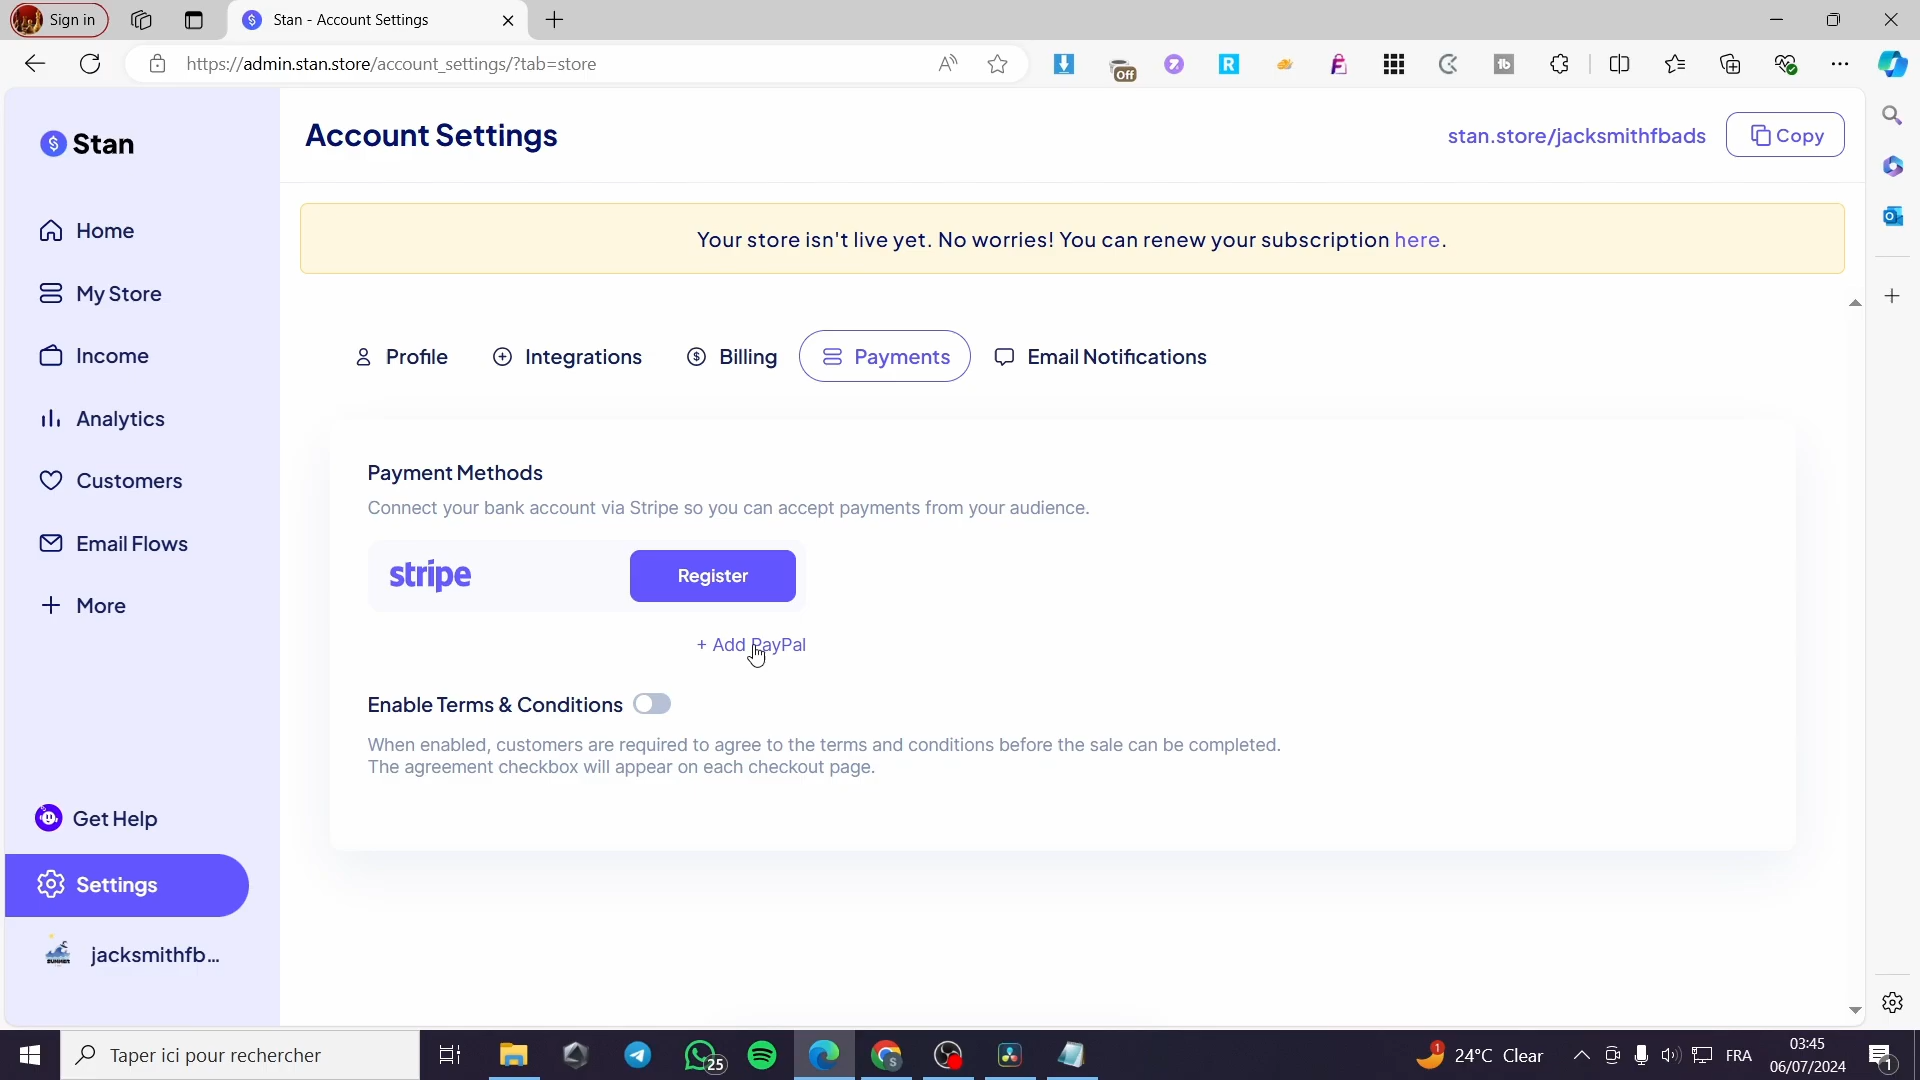 Sign in
Stan - Account Settings
https://admin.stan.store/account_settings/?tab=store
Off
R
Stan
Account Settings
stan.store/jacksmithfbads
Copy
Home
My Store
Income
Analytics
Customers
Email Flows
More
Your store isn't live yet. No worries! You can renew your subscription here.
Profile
Integrations
Billing
Payments
Email Notifications
Payment Methods
Connect your bank account via Stripe so you can accept payments from your audience.
stripe
Register
+ Add PayPal
Enable Terms & Conditions
When enabled, customers are required to agree to the terms and conditions before the sale can be completed.
The agreement checkbox will appear on each checkout page.
Get Help
Settings
jacksmithfb...
Taper ici pour rechercher
25
1
24°C Clear
FRA
03:45
06/07/2024
1